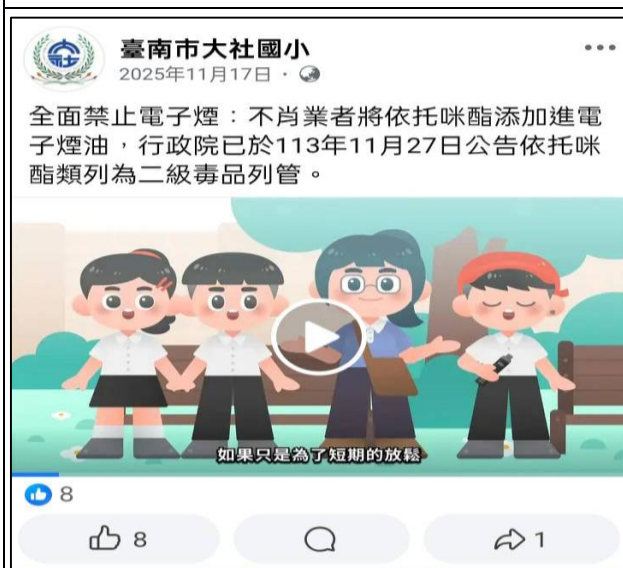 臺南市大社國小
2025年11月17日 ·
全面禁止電子煙：不肖業者將依托咪酯添加進電
子煙油，行政院已於113年11月27日公告依托咪
酯類列為二級毒品列管。
如果只是為了短期的放鬆
8
8
1